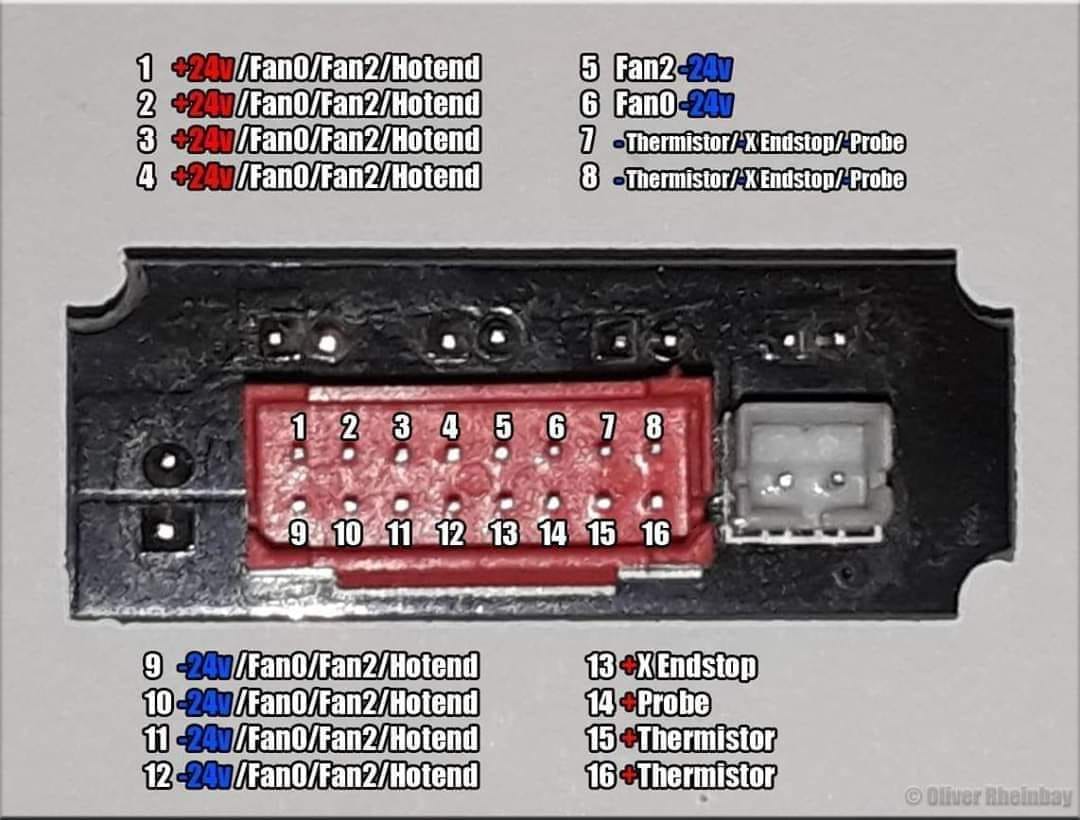 1 +24v/Fan0/Fan2/Hotend
2 +24v/Fan0/Fan2/Hotend
3 +24v/Fan0/Fan2/Hotend
4 +24v/Fan0/Fan2/Hotend
5 Fan2 -24v
6 Fan0 -24v
7 -Thermistor/-X Endstop/-Probe
8 -Thermistor/-X Endstop/-Probe
1 2 3 4 5 6 7 8
9 10 11 12 13 14 15 16
9 -24v/Fan0/Fan2/Hotend
10 -24v/Fan0/Fan2/Hotend
11 -24v/Fan0/Fan2/Hotend
12 -24v/Fan0/Fan2/Hotend
13 +X Endstop
14 +Probe
15 +Thermistor
16 +Thermistor
© Oliver Rheinbay